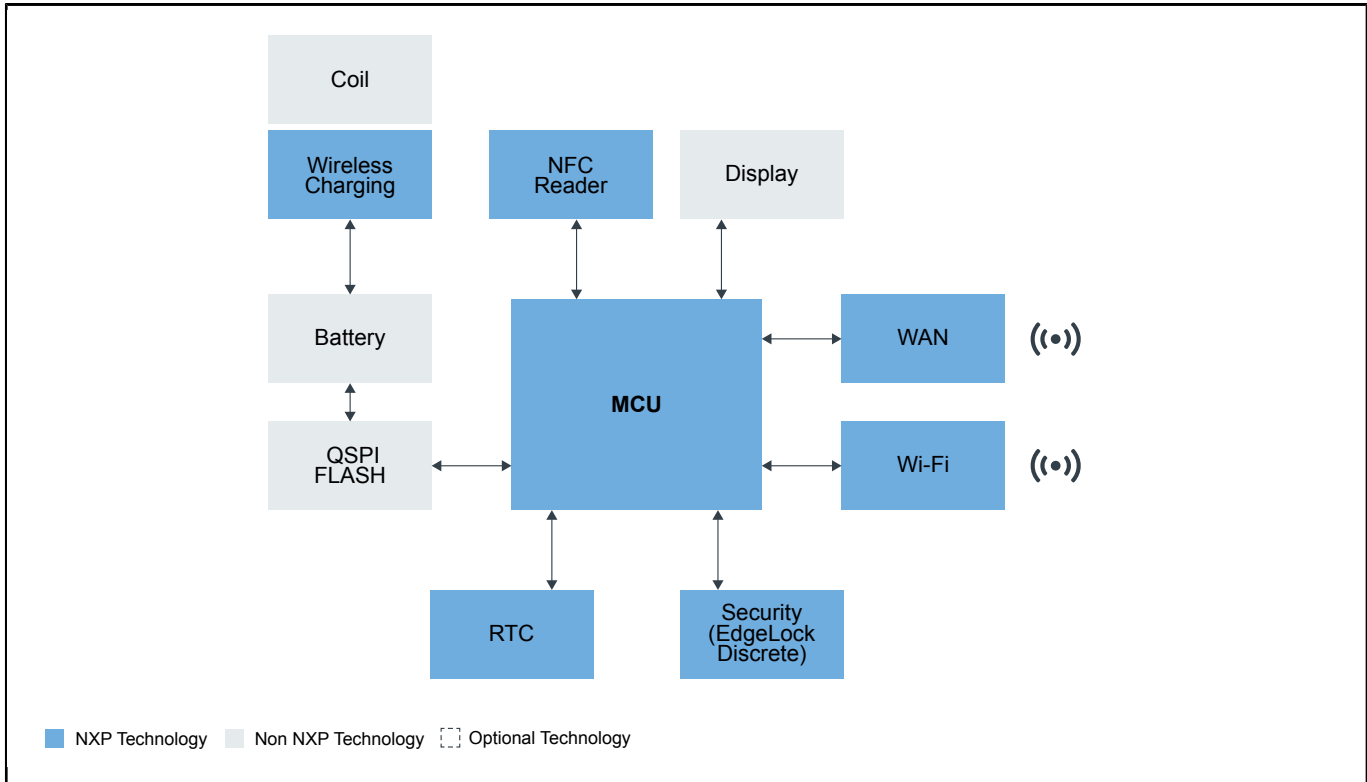 Coil
Wireless
Charging
NFC
Reader
Display
Battery
MCU
WAN
QSPI
FLASH
Wi-Fi
RTC
Security
(EdgeLock
Discrete)
NXP Technology
Non NXP Technology
Optional Technology